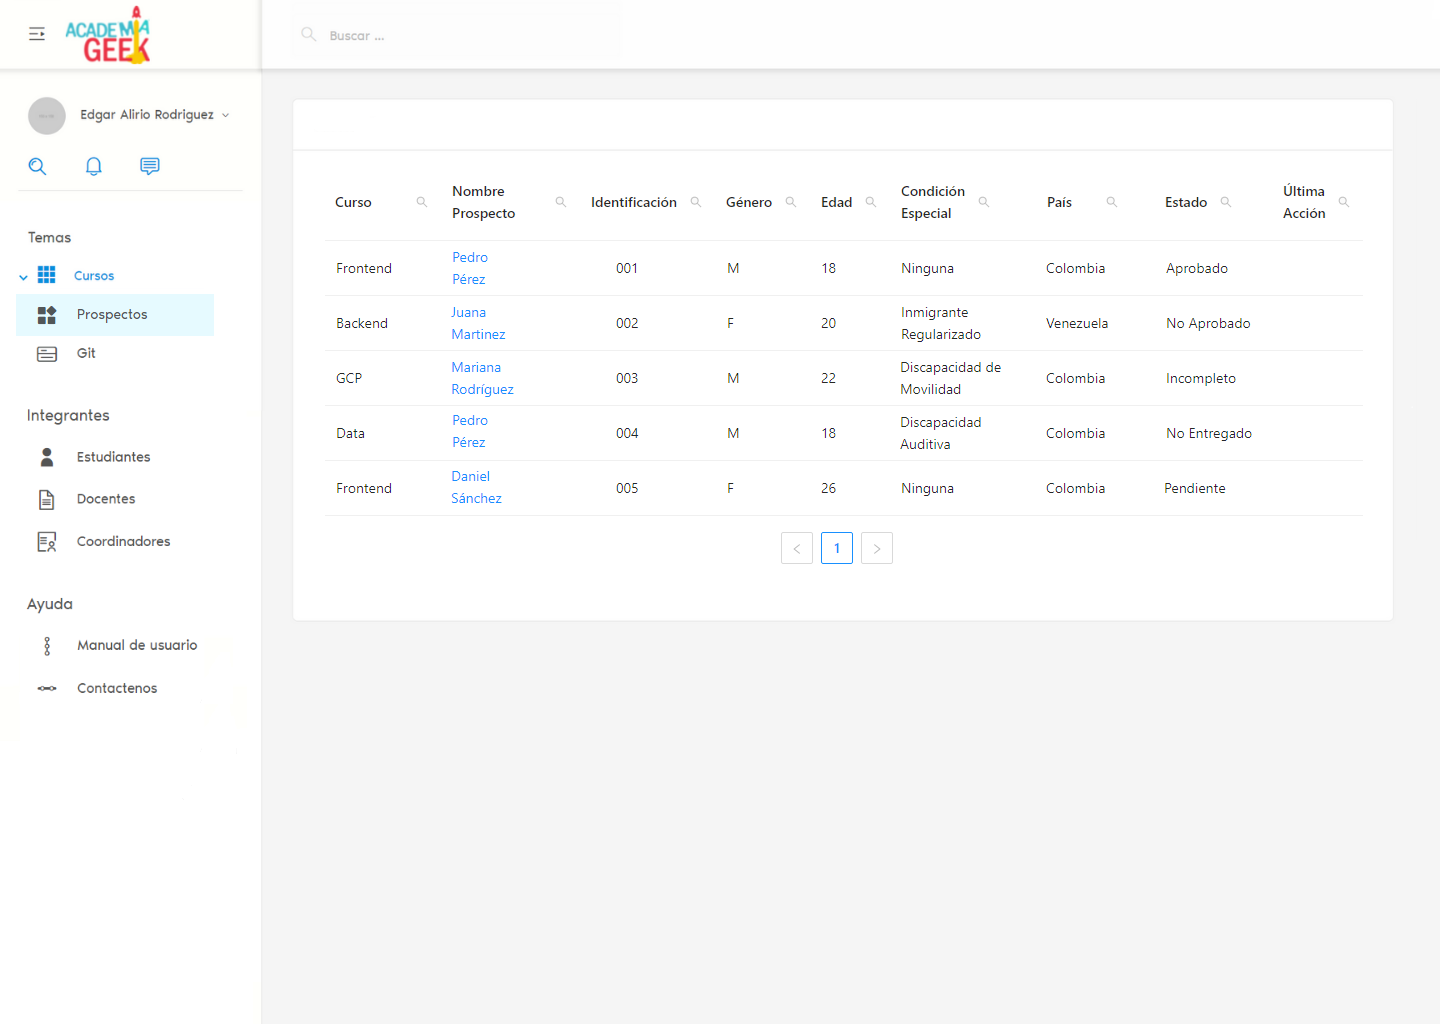 ACADEMIA
GEEK
Buscar ...
Edgar Alirio Rodriguez
Temas
Cursos
Prospectos
Git
Integrantes
Estudiantes
Docentes
Coordinadores
Ayuda
Manual de usuario
Contactenos
Curso
Nombre
Prospecto
Identificación
Género
Edad
Condición
Especial
País
Estado
Última
Acción
Frontend
Pedro
Pérez
001
M
18
Ninguna
Colombia
Aprobado
Backend
Juana
Martinez
002
F
20
Inmigrante
Regularizado
Venezuela
No Aprobado
GCP
Mariana
Rodríguez
003
M
22
Discapacidad de
Movilidad
Colombia
Incompleto
Data
Pedro
Pérez
004
M
18
Discapacidad
Auditiva
Colombia
No Entregado
Frontend
Daniel
Sánchez
005
F
26
Ninguna
Colombia
Pendiente
< 1 >